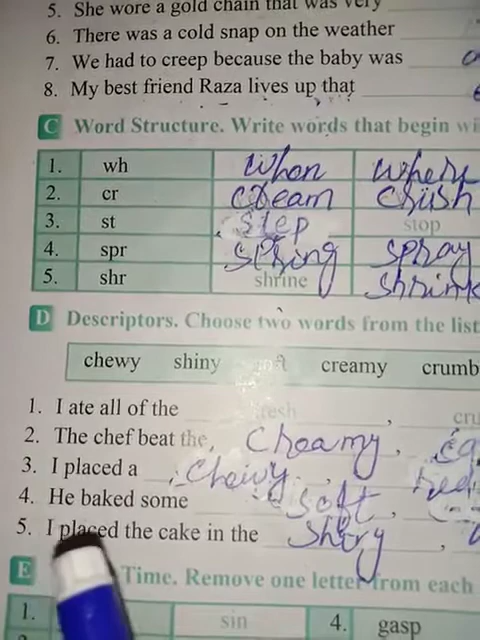 5. She wore a gold chain that was very
6. There was a cold snap on the weather
7. We had to creep because the baby was
8. My best friend Raza lives up that
C Word Structure. Write words that begin
1. wh When Where
2. cr cream crush
3. st step stop
4. spr spring spray
5. shr shrine shrink
D Descriptors. Choose two words from the list
chewy shiny creamy crumb
1. I ate all of the fresh, cru
2. The chef beat the, Creamy,
3. I placed a Chewy, red
4. He baked some soft,
5. I placed the cake in the shiny,
E Time. Remove one letter from each
1. sin 4. gasp